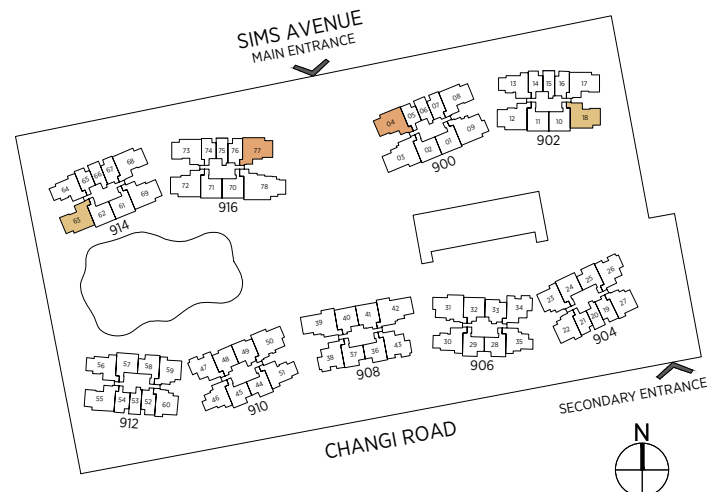 SIMS AVENUE
MAIN ENTRANCE
04 05 06 07 08
03 02 01 09
900
13 14 15 16 17
12 11 10 18
902
73 74 75 76 77
72 71 70 78
916
64 65 66 67 68
63 62 61 69
914
23 24 25 26
22 21 20 19 27
904
31 32 33 34
30 29 28 35
906
39 40 41 42
38 37 36 43
908
47 48 49 50
46 45 44 51
910
56 57 58 59
55 54 53 52 60
912
SECONDARY ENTRANCE
CHANGI ROAD
N